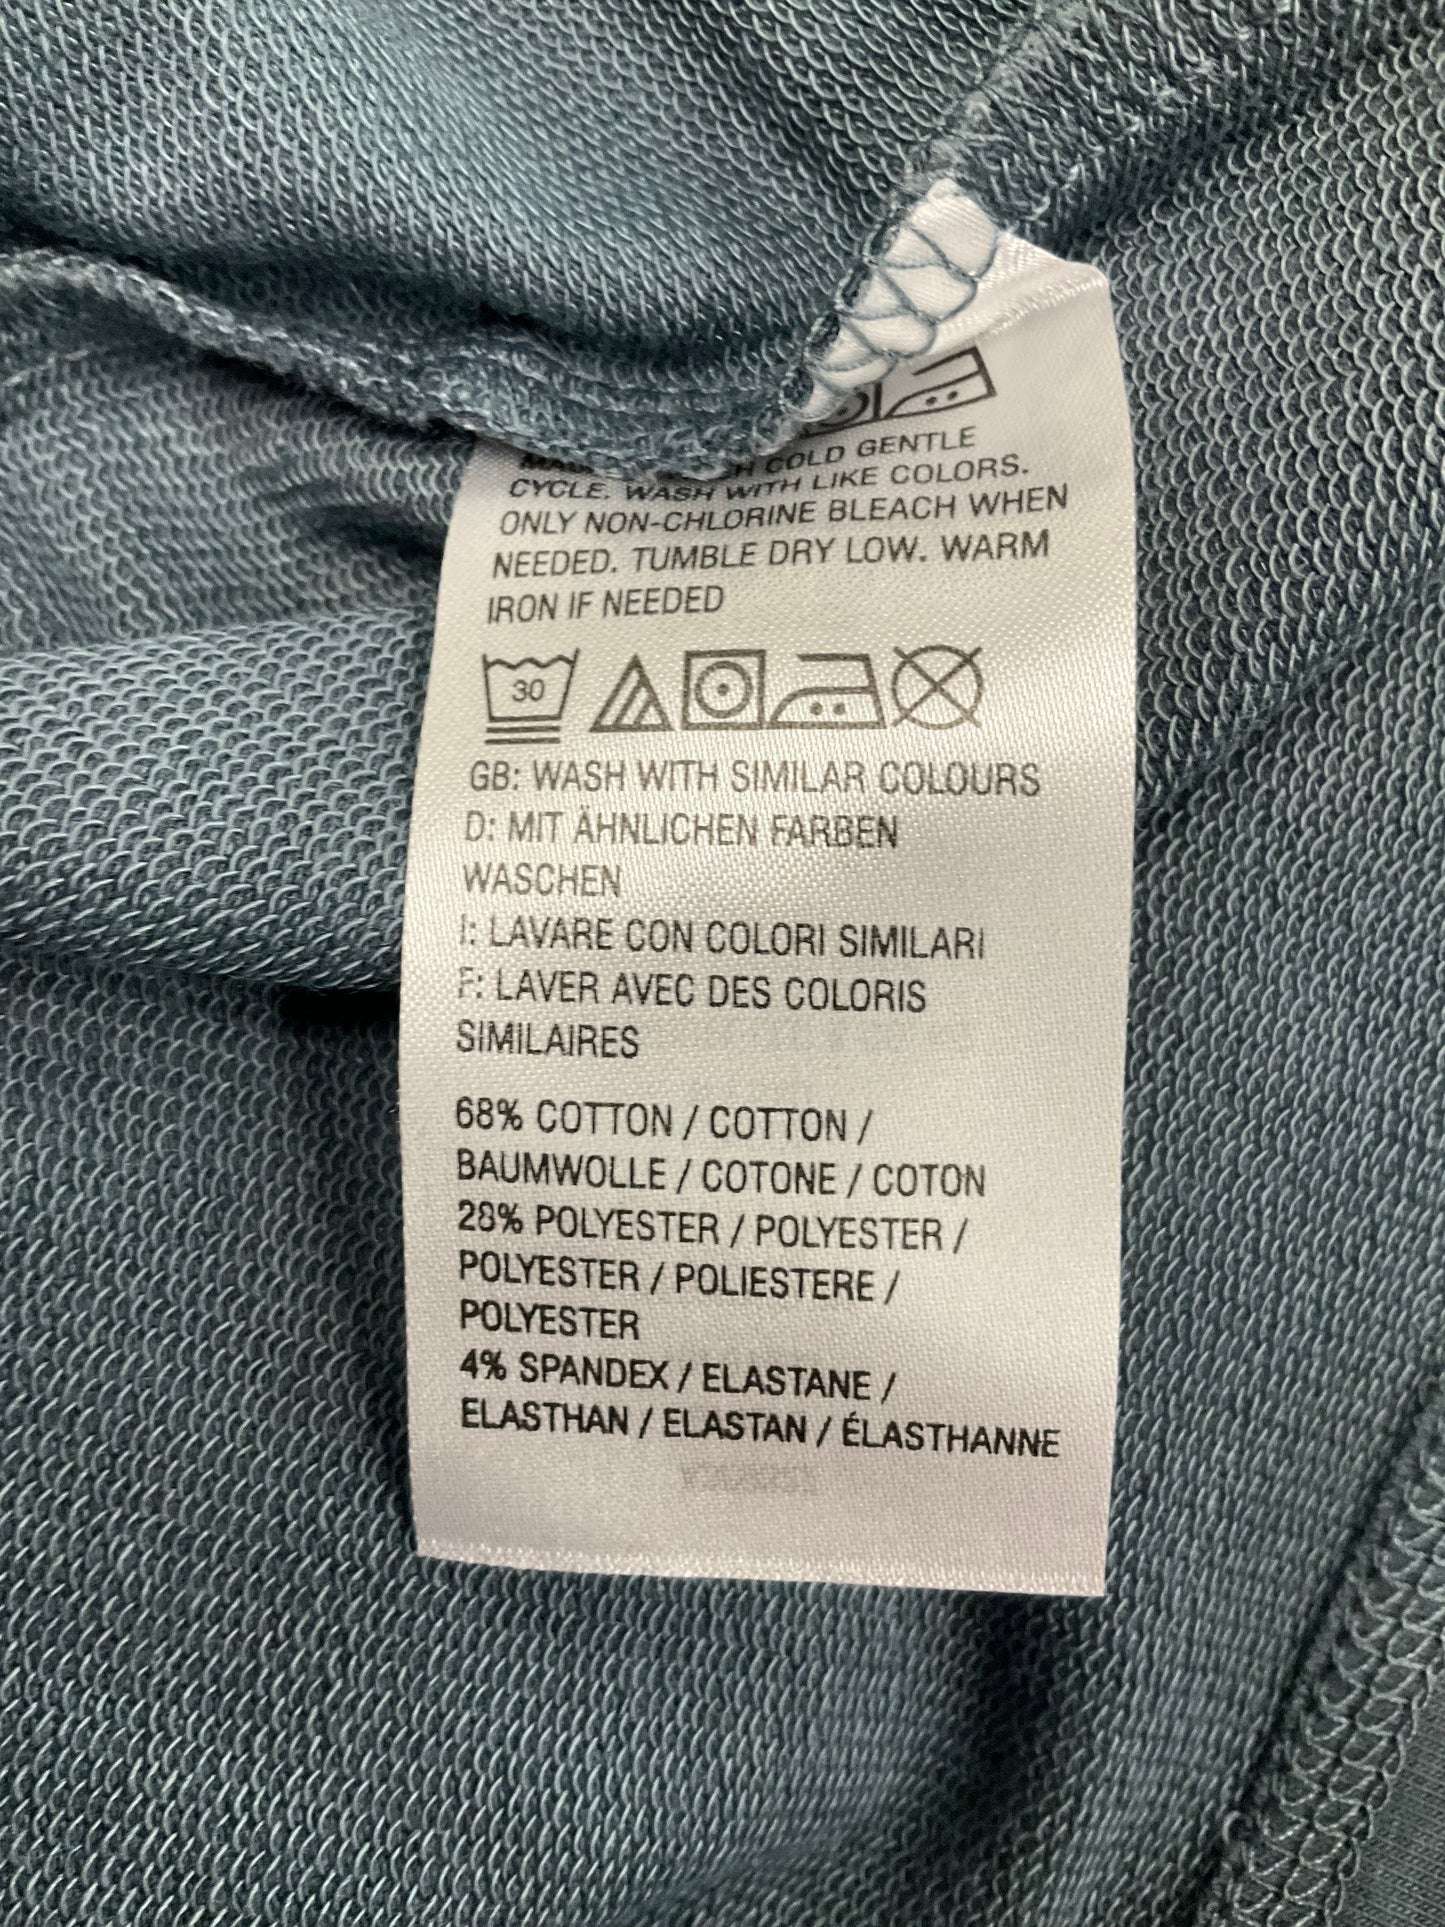 COLD GENTLE
CYCLE. WASH WITH LIKE COLORS.
ONLY NON-CHLORINE BLEACH WHEN
NEEDED. TUMBLE DRY LOW. WARM
IRON IF NEEDED
30
GB: WASH WITH SIMILAR COLOURS
D: MIT ÄHNLICHEN FARBEN
WASCHEN
I: LAVARE CON COLORI SIMILARI
F: LAVER AVEC DES COLORIS
SIMILAIRES
68% COTTON / COTTON /
BAUMWOLLE / COTONE / COTON
28% POLYESTER / POLYESTER /
POLYESTER / POLIESTERE /
POLYESTER
4% SPANDEX / ELASTANE /
ELASTHAN / ELASTAN / ÉLASTHANNE